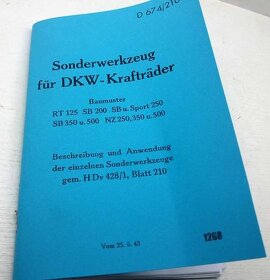 D 674/210
Sonderwerkzeug
für DKW-Krafträder
Baumuster
RT 125 SB 200 SB u. Sport 250
SB 350 u. 500 NZ 250, 350 u. 500
Beschreibung und Anwendung
der einzelnen Sonderwerkzeuge
gem. H Dv 428/1, Blatt 210
Vom 25. 5. 43
1268